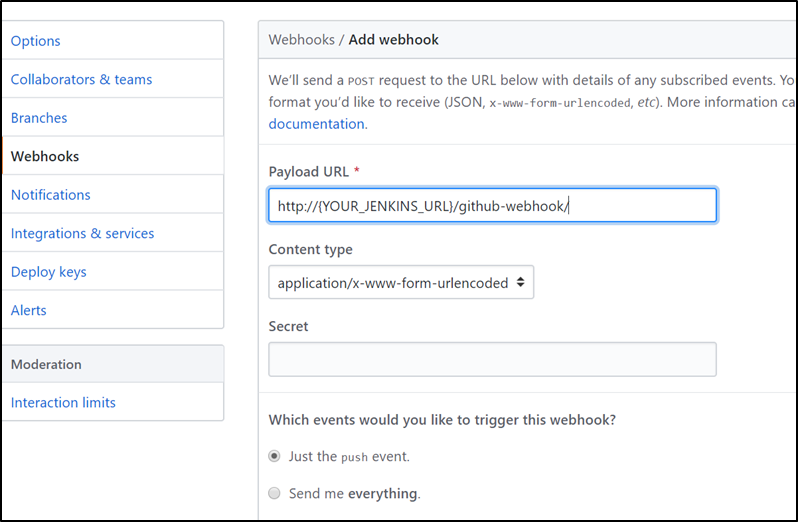 Options
Collaborators & teams
Branches
Webhooks
Notifications
Integrations & services
Deploy keys
Alerts
Moderation
Interaction limits
Webhooks / Add webhook
We'll send a POST request to the URL below with details of any subscribed events. Yo
format you'd like to receive (JSON, x-www-form-urlencoded, etc). More information ca
documentation.
Payload URL *
http://{YOUR_JENKINS_URL}/github-webhook/
Content type
application/x-www-form-urlencoded
Secret
Which events would you like to trigger this webhook?
Just the push event.
Send me everything.